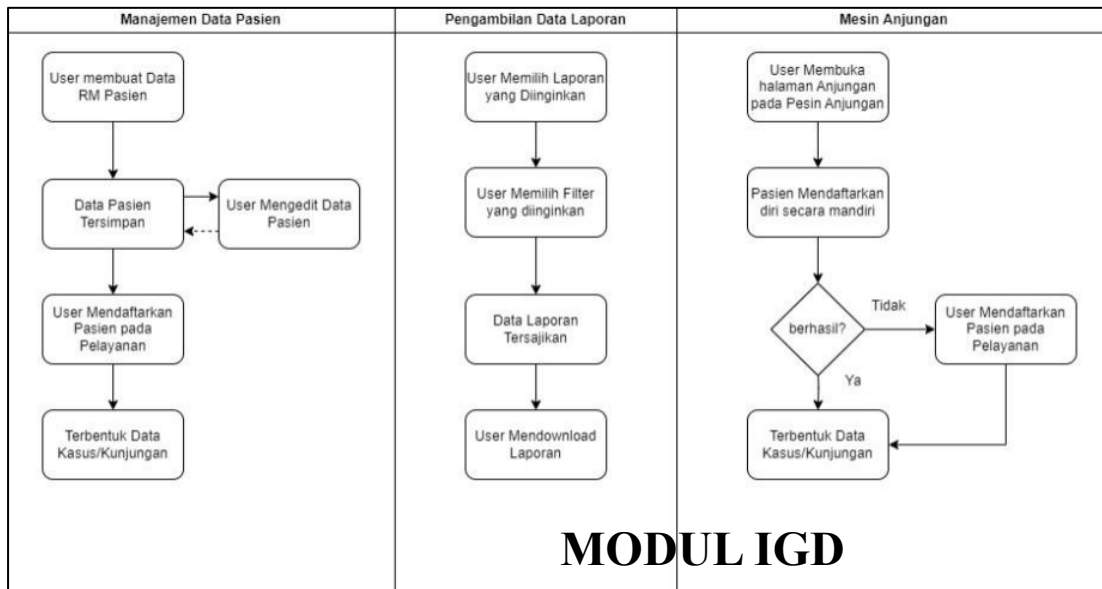 Manajemen Data Pasien
User membuat Data
RM Pasien
Data Pasien
Tersimpan
User Mengedit Data
Pasien
User Mendaftarkan
Pasien pada
Pelayanan
Terbentuk Data
Kasus/Kunjungan
Pengambilan Data Laporan
User Memilih Laporan
yang Diinginkan
User Memilih Filter
yang diinginkan
Data Laporan
Tersajikan
User Mendownload
Laporan
Mesin Anjungan
User Membuka
halaman Anjungan
pada Pesin Anjungan
Pasien Mendaftarkan
diri secara mandiri
berhasil?
Tidak
User Mendaftarkan
Pasien pada
Pelayanan
Ya
Terbentuk Data
Kasus/Kunjungan
MODUL IGD